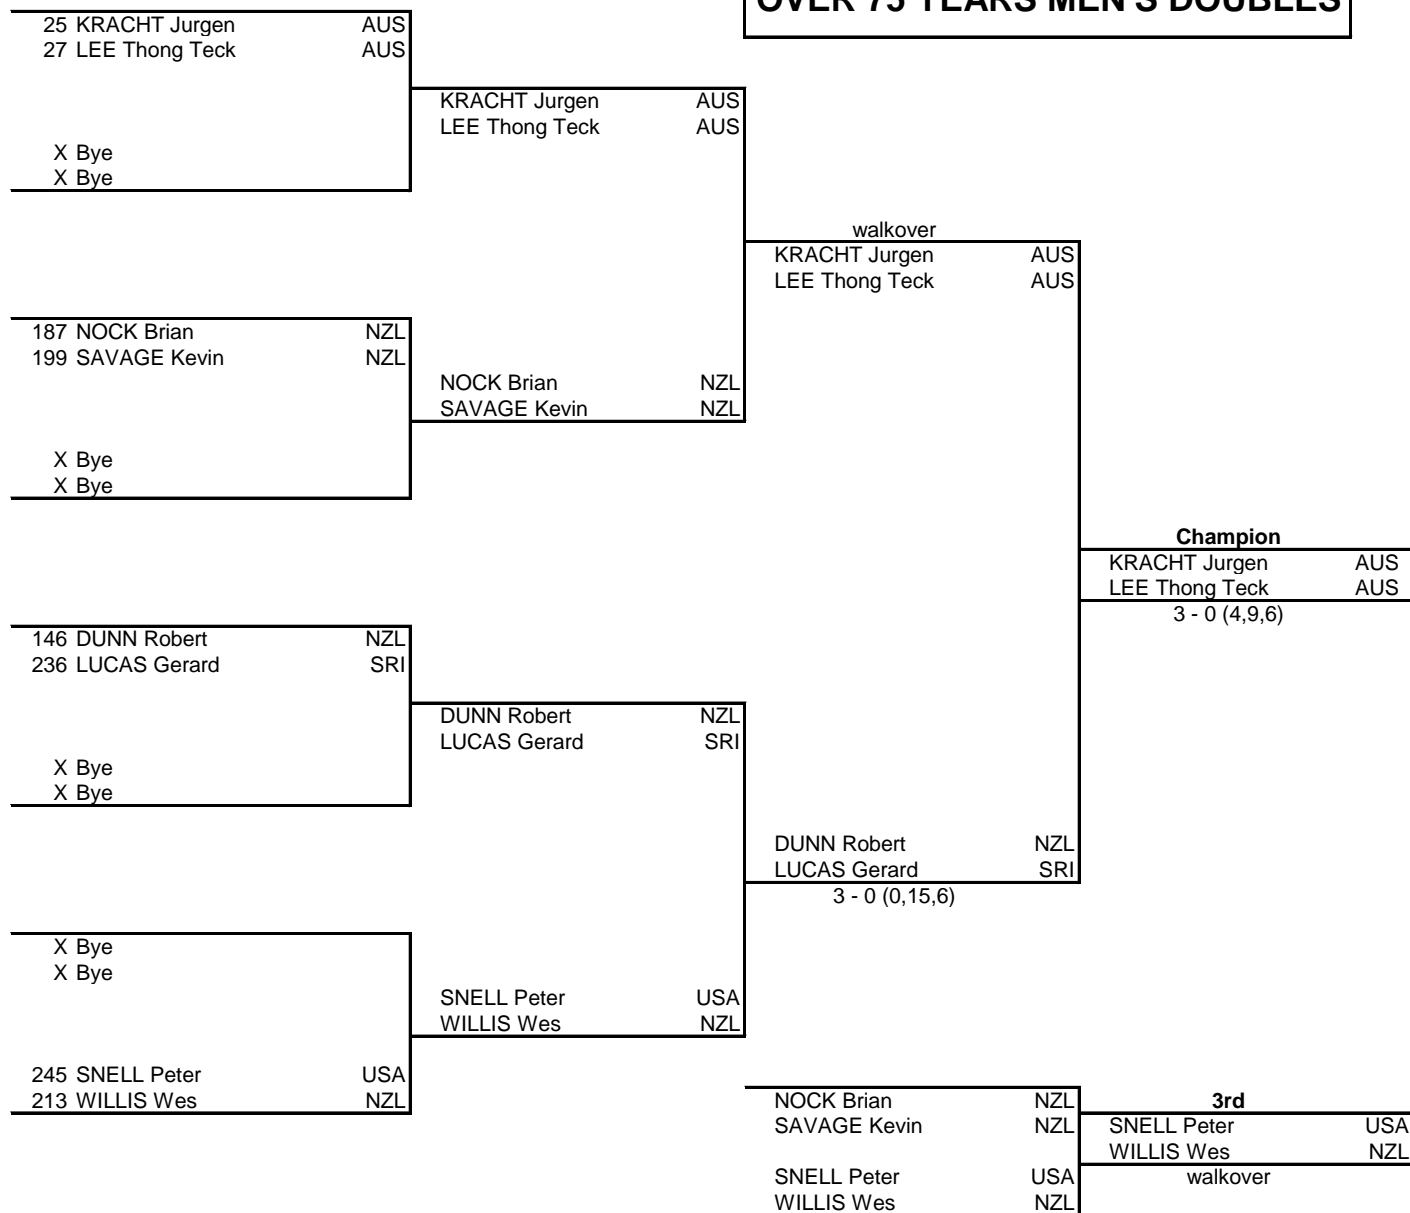 OVER 75 YEARS MEN'S DOUBLES
25 KRACHT Jurgen AUS
27 LEE Thong Teck AUS
KRACHT Jurgen AUS
LEE Thong Teck AUS
X Bye
X Bye
walkover
KRACHT Jurgen AUS
LEE Thong Teck AUS
187 NOCK Brian NZL
199 SAVAGE Kevin NZL
NOCK Brian NZL
SAVAGE Kevin NZL
X Bye
X Bye
Champion
KRACHT Jurgen AUS
LEE Thong Teck AUS
3 - 0 (4,9,6)
146 DUNN Robert NZL
236 LUCAS Gerard SRI
DUNN Robert NZL
LUCAS Gerard SRI
X Bye
X Bye
DUNN Robert NZL
LUCAS Gerard SRI
3 - 0 (0,15,6)
X Bye
X Bye
SNELL Peter USA
WILLIS Wes NZL
245 SNELL Peter USA
213 WILLIS Wes NZL
NOCK Brian NZL
SAVAGE Kevin NZL
3rd
SNELL Peter USA
WILLIS Wes NZL
walkover
SNELL Peter USA
WILLIS Wes NZL